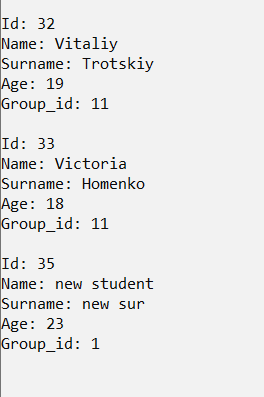 Id: 32
Name: Vitaliy
Surname: Trotskiy
Age: 19
Group_id: 11
Id: 33
Name: Victoria
Surname: Homenko
Age: 18
Group_id: 11
Id: 35
Name: new student
Surname: new sur
Age: 23
Group_id: 1